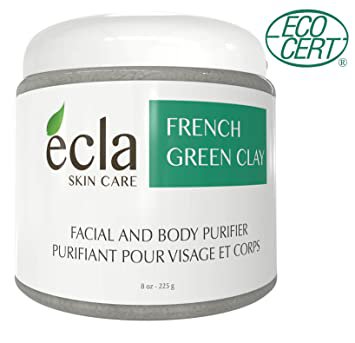 ECO
CERT
®
écla
SKIN CARE
FRENCH
GREEN CLAY
FACIAL AND BODY PURIFIER
PURIFIANT POUR VISAGE ET CORPS
8 oz - 225 g